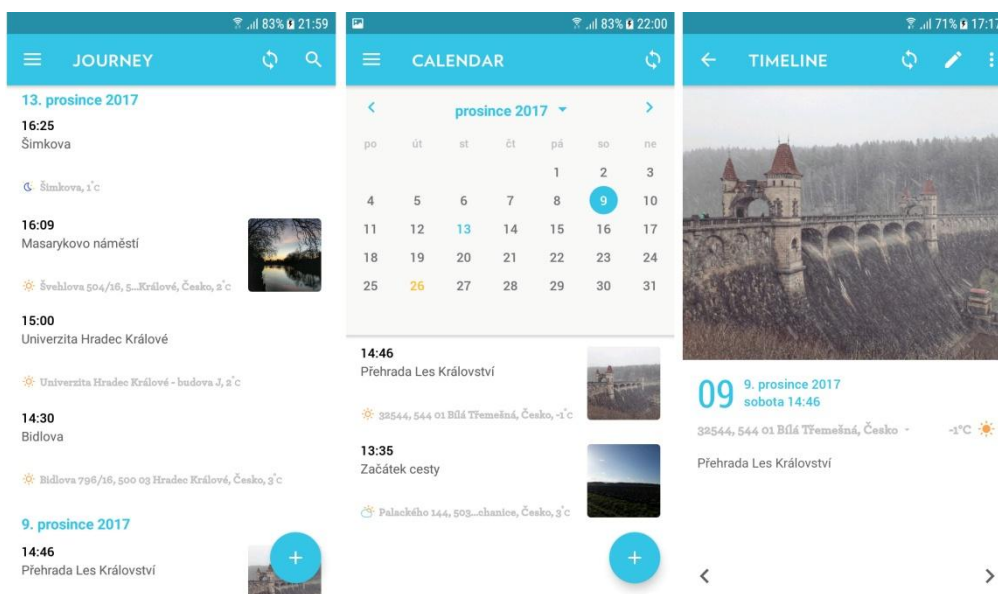 83% 21:59
JOURNEY
13. prosince 2017
16:25
Šimkova
Šimkova, 1°C
16:09
Masarykovo náměstí
Švehlova 504/16, 5...Králové, Česko, 2°C
15:00
Univerzita Hradec Králové
Univerzita Hradec Králové - budova J, 2°C
14:30
Bidlova
Bidlova 796/16, 500 03 Hradec Králové, Česko, 3°C
9. prosince 2017
14:46
Přehrada Les Království
83% 22:00
CALENDAR
prosince 2017
po út st čt pá so ne
1 2 3
4 5 6 7 8 9 10
11 12 13 14 15 16 17
18 19 20 21 22 23 24
25 26 27 28 29 30 31
14:46
Přehrada Les Království
32544, 544 01 Bílá Třemešná, Česko, -1°C
13:35
Začátek cesty
Palackého 144, 503...chanice, Česko, 3°C
71% 17:17
TIMELINE
09
9. prosince 2017
sobota 14:46
32544, 544 01 Bílá Třemešná, Česko - -1°C
Přehrada Les Království